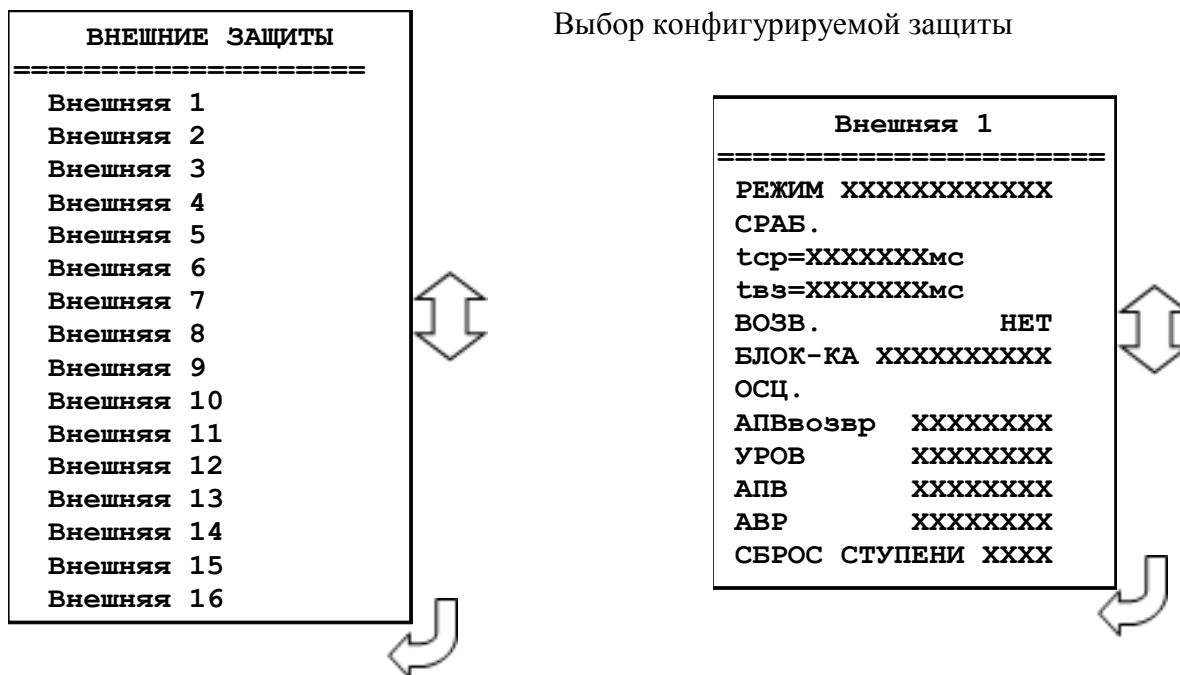 ВНЕШНИЕ ЗАЩИТЫ
====================
Внешняя 1
Внешняя 2
Внешняя 3
Внешняя 4
Внешняя 5
Внешняя 6
Внешняя 7
Внешняя 8
Внешняя 9
Внешняя 10
Внешняя 11
Внешняя 12
Внешняя 13
Внешняя 14
Внешняя 15
Внешняя 16
Выбор конфигурируемой защиты
Внешняя 1
======================
РЕЖИМ XXXXXXXXXXXX
СРАБ.
tср=XXXXXXXмс
tвз=XXXXXXXмс
ВОЗВ. НЕТ
БЛОК-КА XXXXXXXXXX
ОСЦ.
АПВвозвр XXXXXXXX
УРОВ XXXXXXXX
АПВ XXXXXXXX
АВР XXXXXXXX
СБРОС СТУПЕНИ XXXX